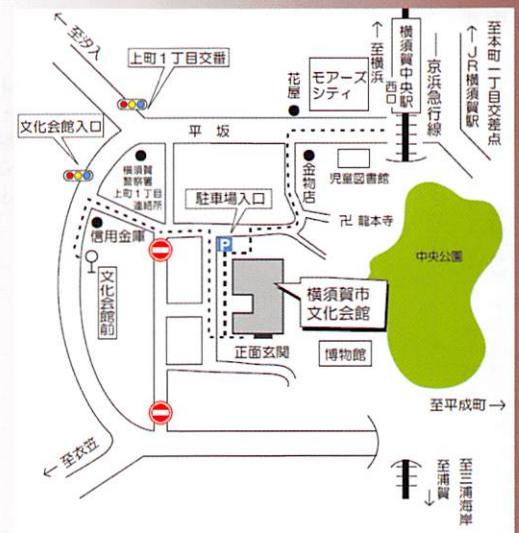 ←至汐入
上町1丁目交番
文化会館入口
平坂
花屋
モアーズ
シティ
←至横浜
横須賀中央駅
西口
京浜急行線
←JR横須賀駅
至本町一丁目交差点
横須賀
警察署
上町1丁目
連絡所
駐車場入口
金物店
児童図書館
卍 龍本寺
信用金庫
P
中央公園
文化会館前
横須賀市
文化会館
正面玄関
博物館
至平成町→
←至衣笠
至浦賀→
至三浦海岸